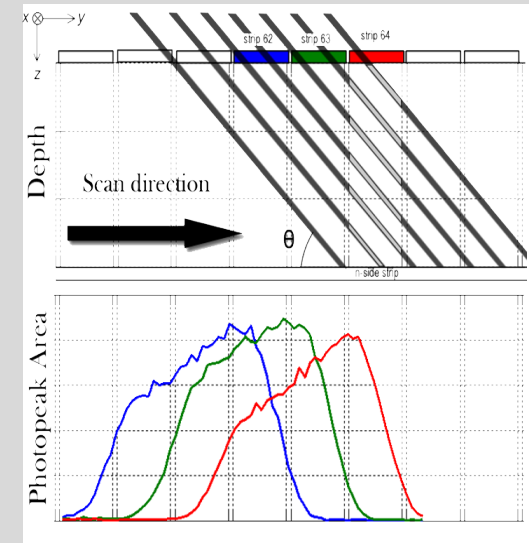 x y
z
strip 62 strip 63 strip 64
Depth
Scan direction
θ
n-side strip
Photopeak Area